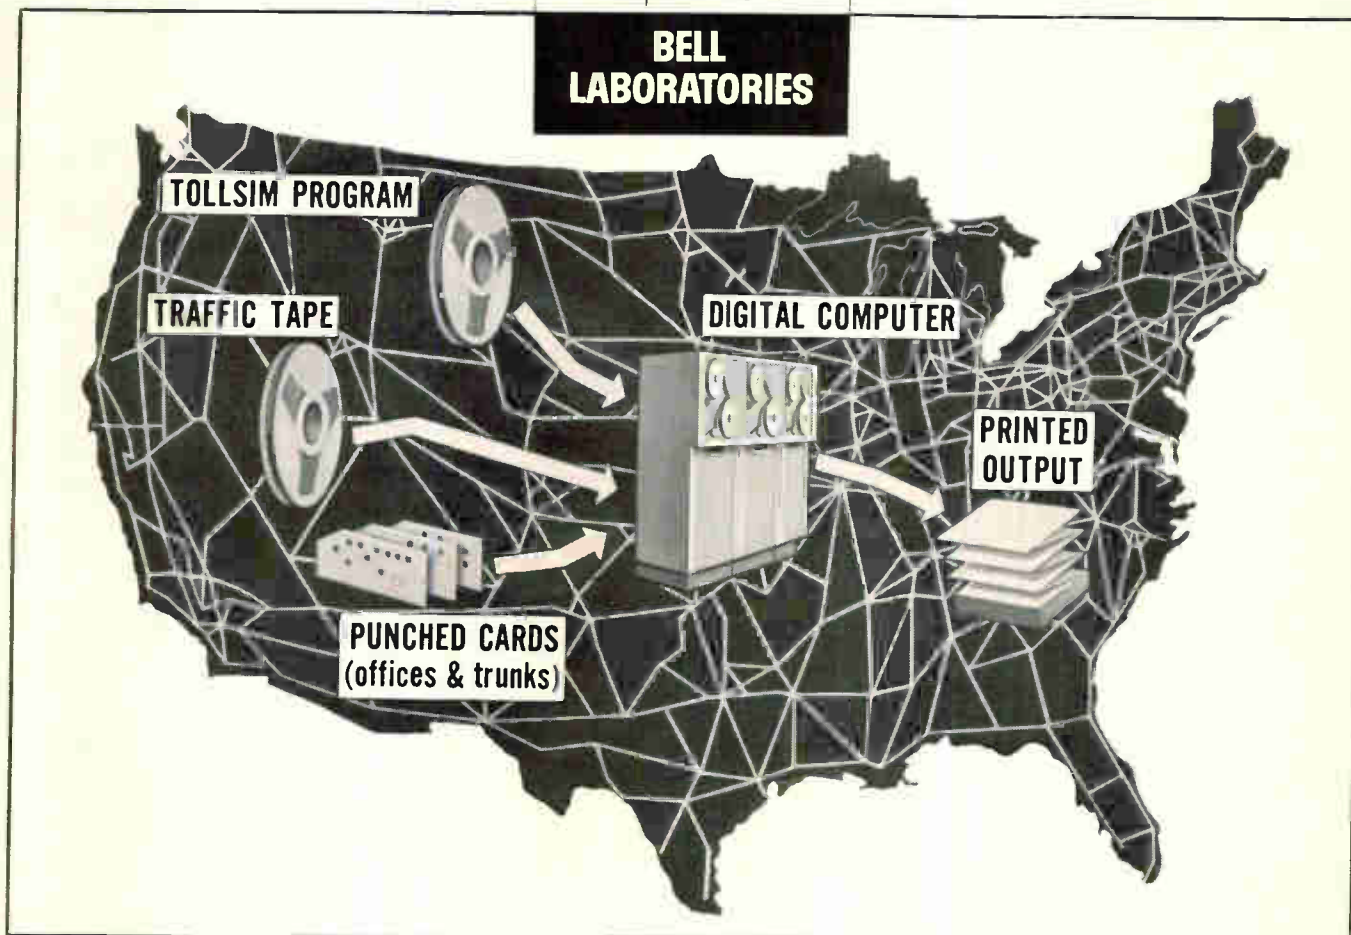 BELL
LABORATORIES
TOLLSIM PROGRAM
TRAFFIC TAPE
DIGITAL COMPUTER
PRINTED
OUTPUT
PUNCHED CARDS
(offices & trunks)